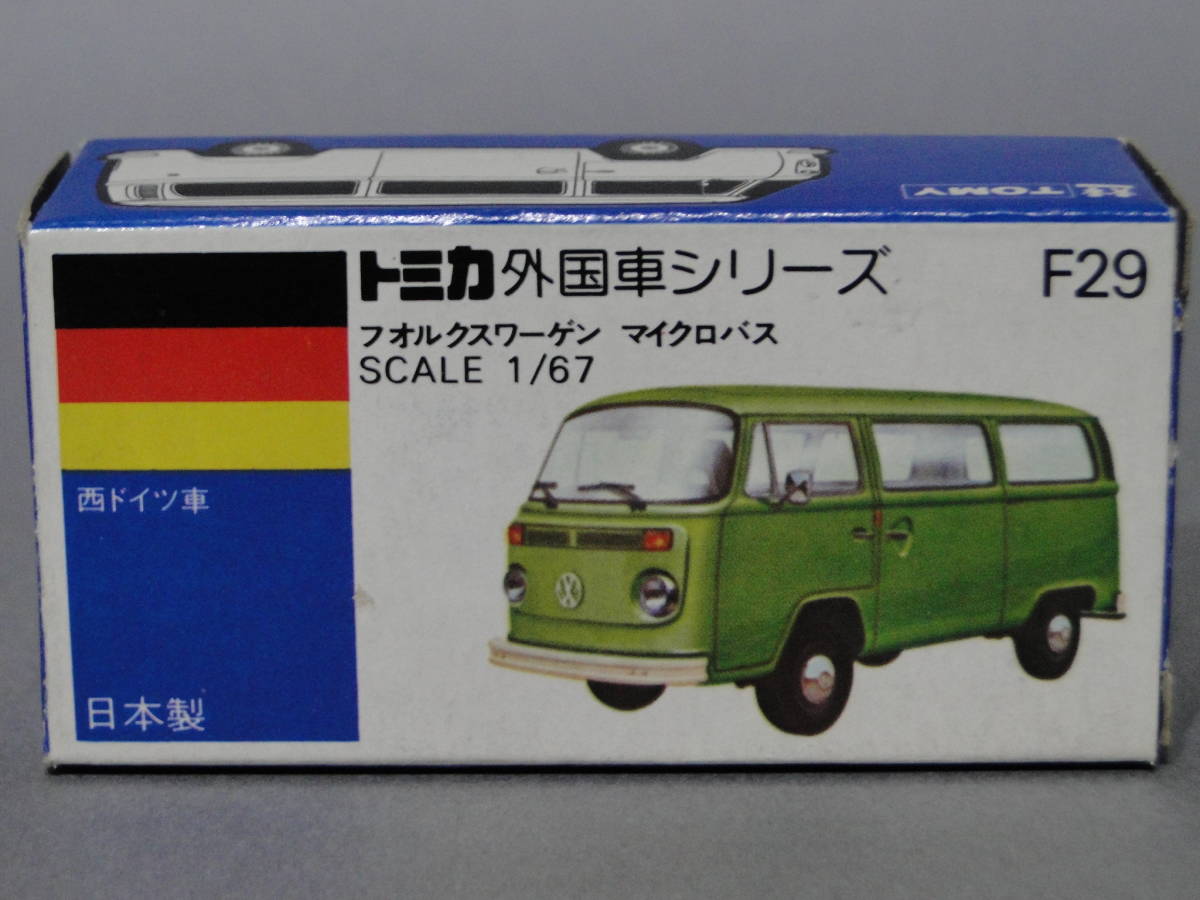 TOMY
トミカ外国車シリーズ F29
フオルクスワーゲン マイクロバス
SCALE 1/67
西ドイツ車
日本製